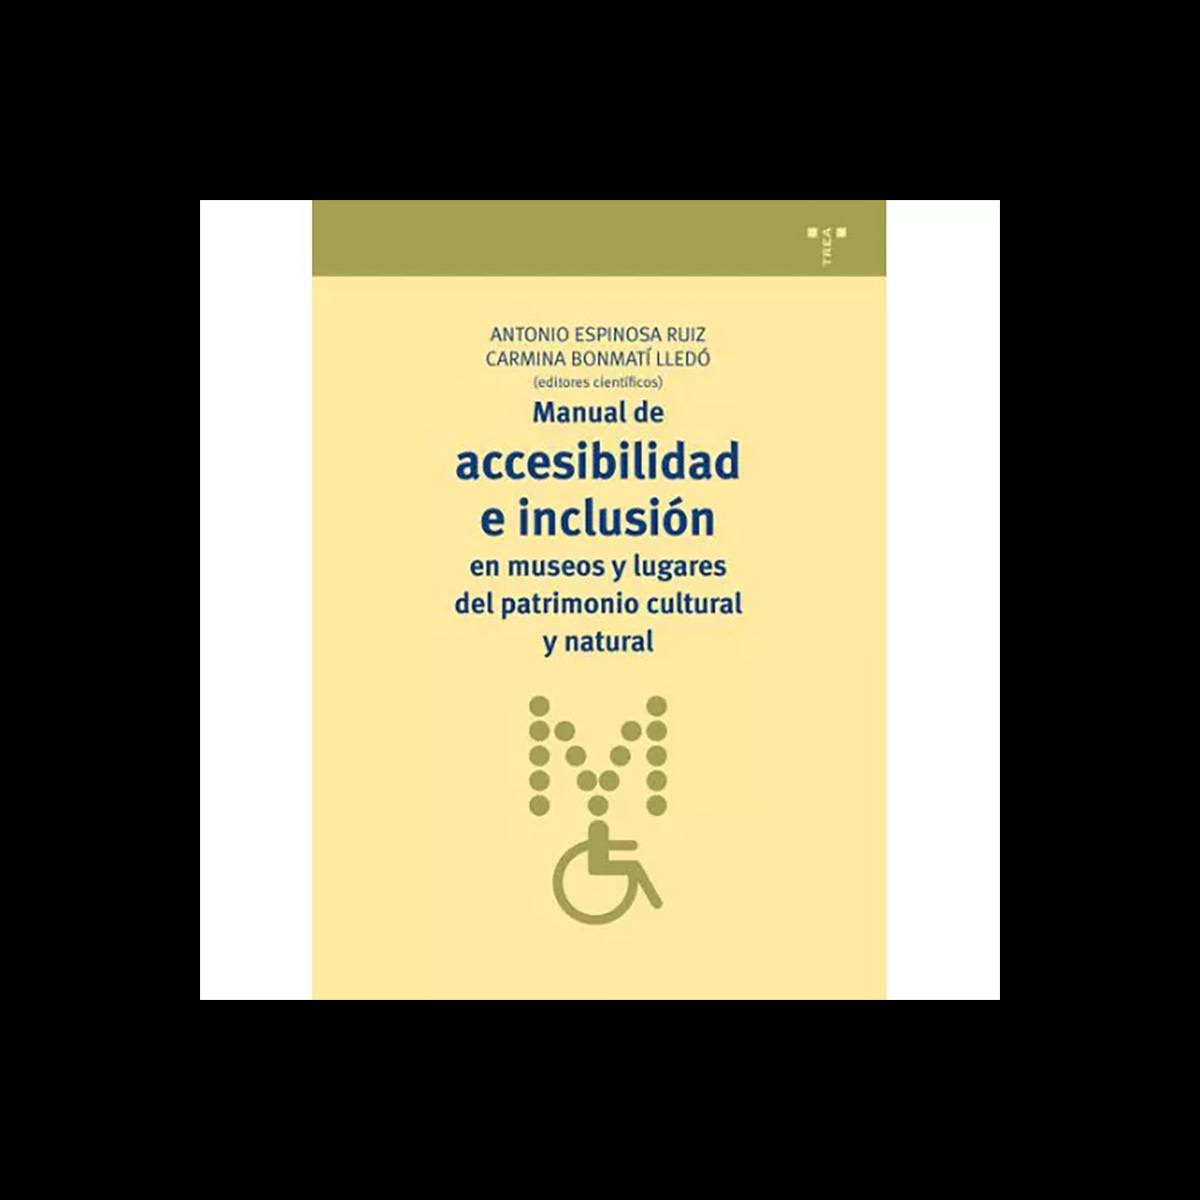 TREA
ANTONIO ESPINOSA RUIZ
CARMINA BONMATÍ LLEDÓ
(editores científicos)
Manual de
accesibilidad
e inclusión
en museos y lugares
del patrimonio cultural
y natural